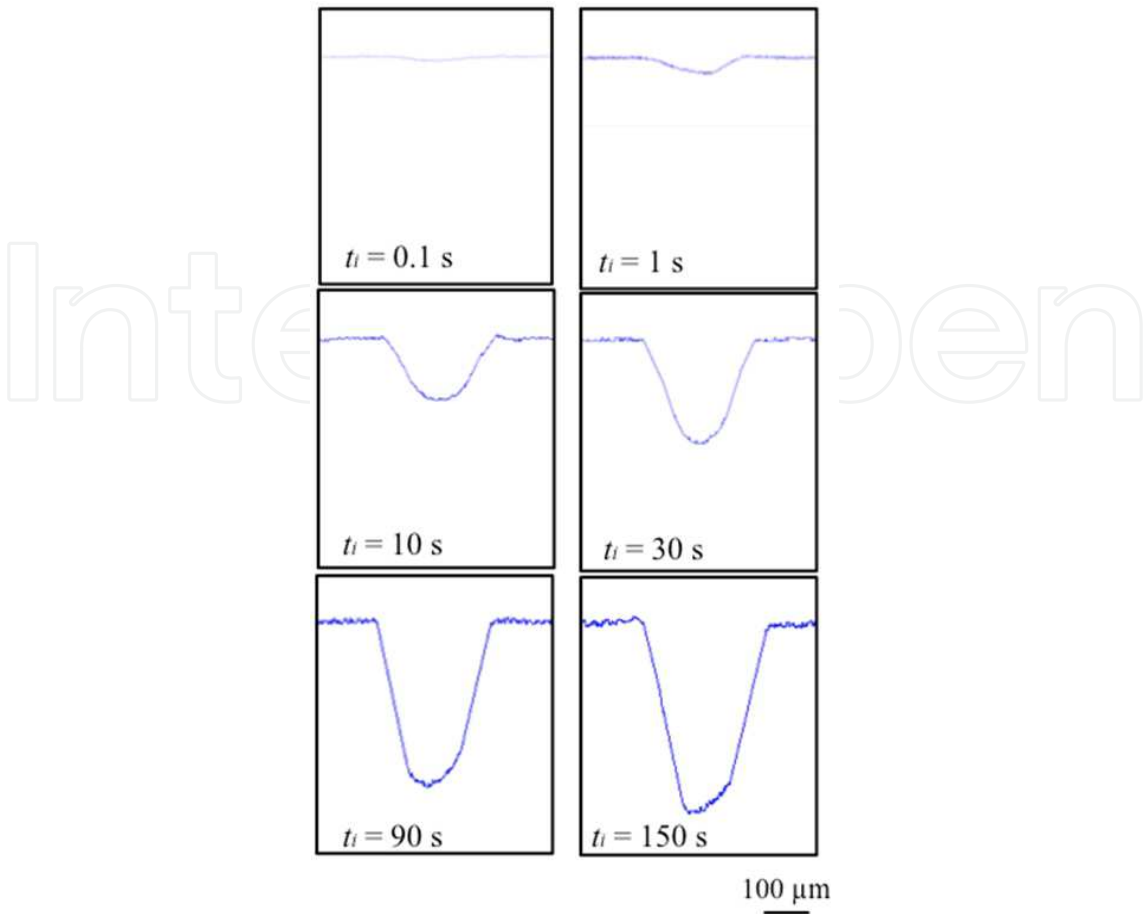 tᵢ = 0.1 s
tᵢ = 1 s
tᵢ = 10 s
tᵢ = 30 s
tᵢ = 90 s
tᵢ = 150 s
100 µm